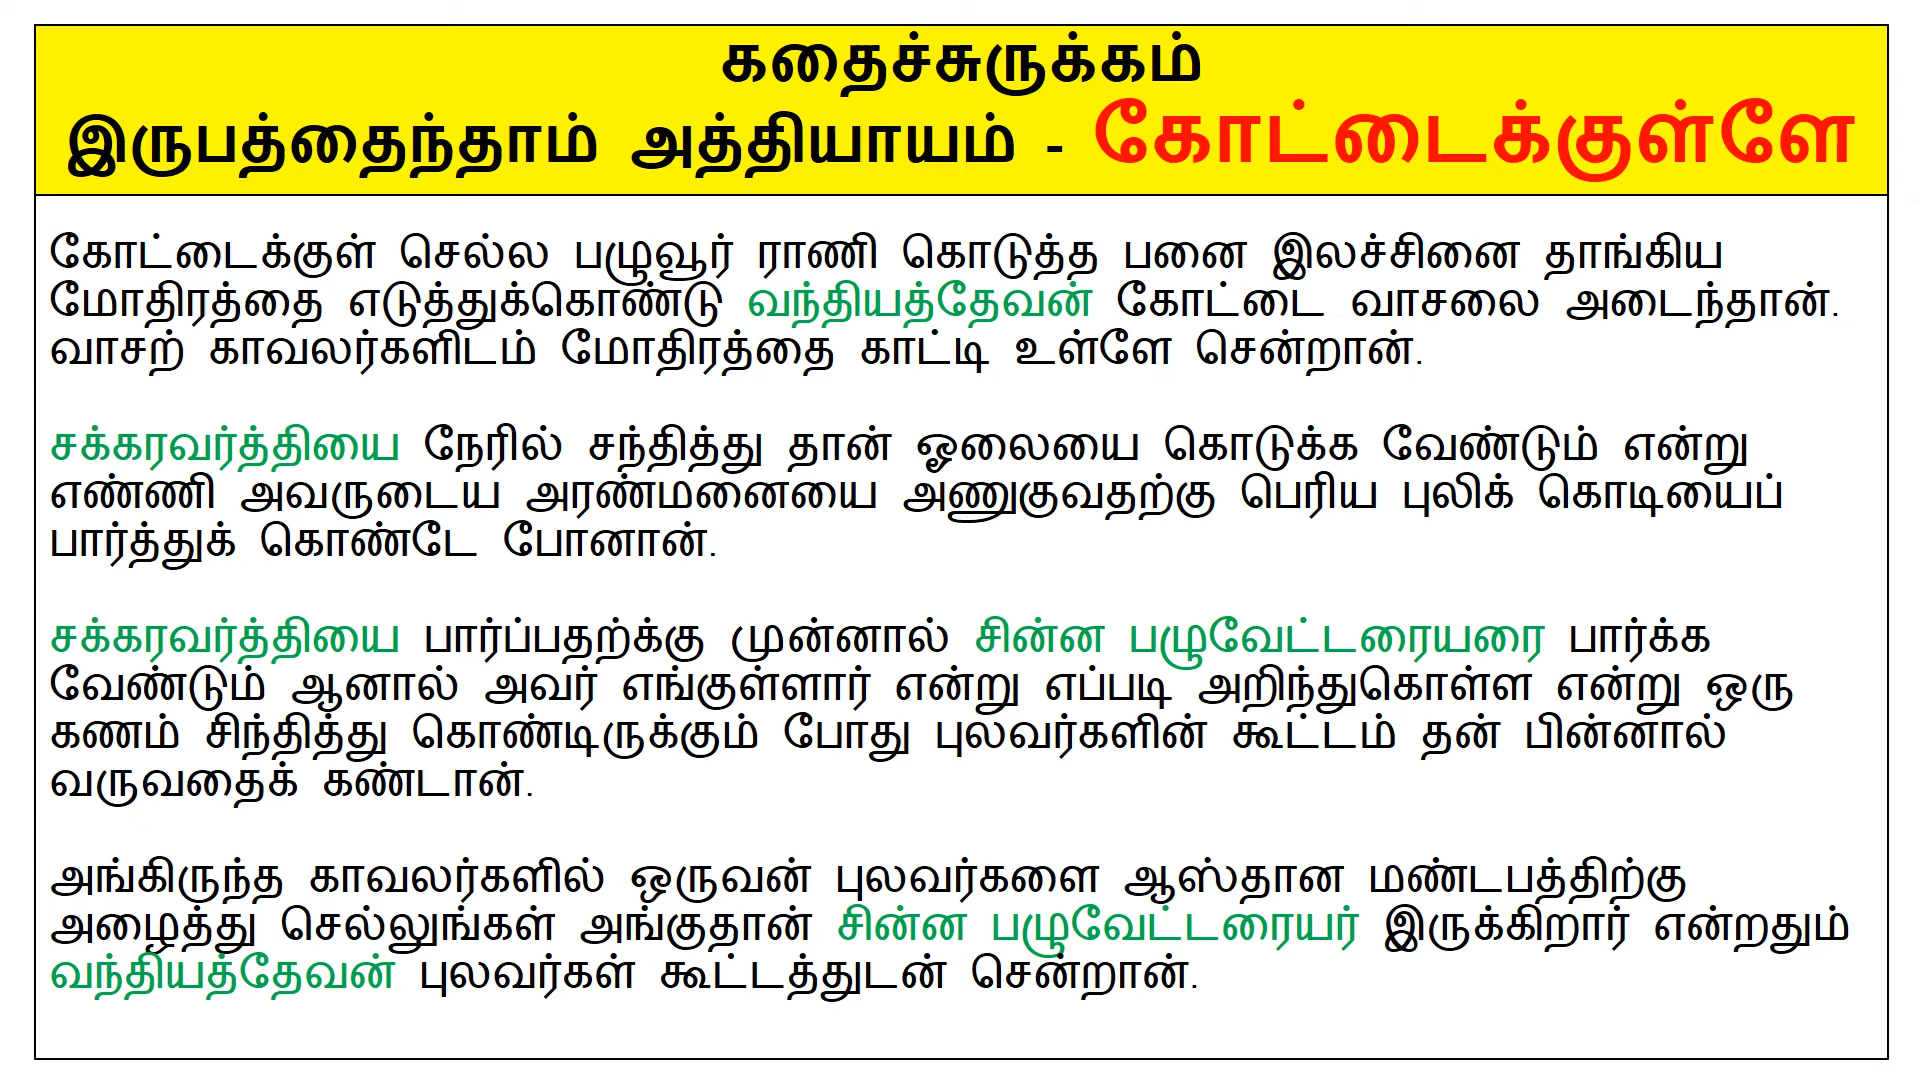 கதைச்சுருக்கம்
இருபத்தைந்தாம் அத்தியாயம் - கோட்டைக்குள்ளே
கோட்டைக்குள் செல்ல பழுவூர் ராணி கொடுத்த பனை இலச்சினை தாங்கிய
மோதிரத்தை எடுத்துக்கொண்டு வந்தியத்தேவன் கோட்டை வாசலை அடைந்தான்.
வாசற் காவலர்களிடம் மோதிரத்தை காட்டி உள்ளே சென்றான்.
சக்கரவர்த்தியை நேரில் சந்தித்து தான் ஓலையை கொடுக்க வேண்டும் என்று
எண்ணி அவருடைய அரண்மனையை அணுகுவதற்கு பெரிய புலிக் கொடியைப்
பார்த்துக் கொண்டே போனான்.
சக்கரவர்த்தியை பார்ப்பதற்க்கு முன்னால் சின்ன பழுவேட்டரையரை பார்க்க
வேண்டும் ஆனால் அவர் எங்குள்ளார் என்று எப்படி அறிந்துகொள்ள என்று ஒரு
கணம் சிந்தித்து கொண்டிருக்கும் போது புலவர்களின் கூட்டம் தன் பின்னால்
வருவதைக் கண்டான்.
அங்கிருந்த காவலர்களில் ஒருவன் புலவர்களை ஆஸ்தான மண்டபத்திற்கு
அழைத்து செல்லுங்கள் அங்குதான் சின்ன பழுவேட்டரையர் இருக்கிறார் என்றதும்
வந்தியத்தேவன் புலவர்கள் கூட்டத்துடன் சென்றான்.